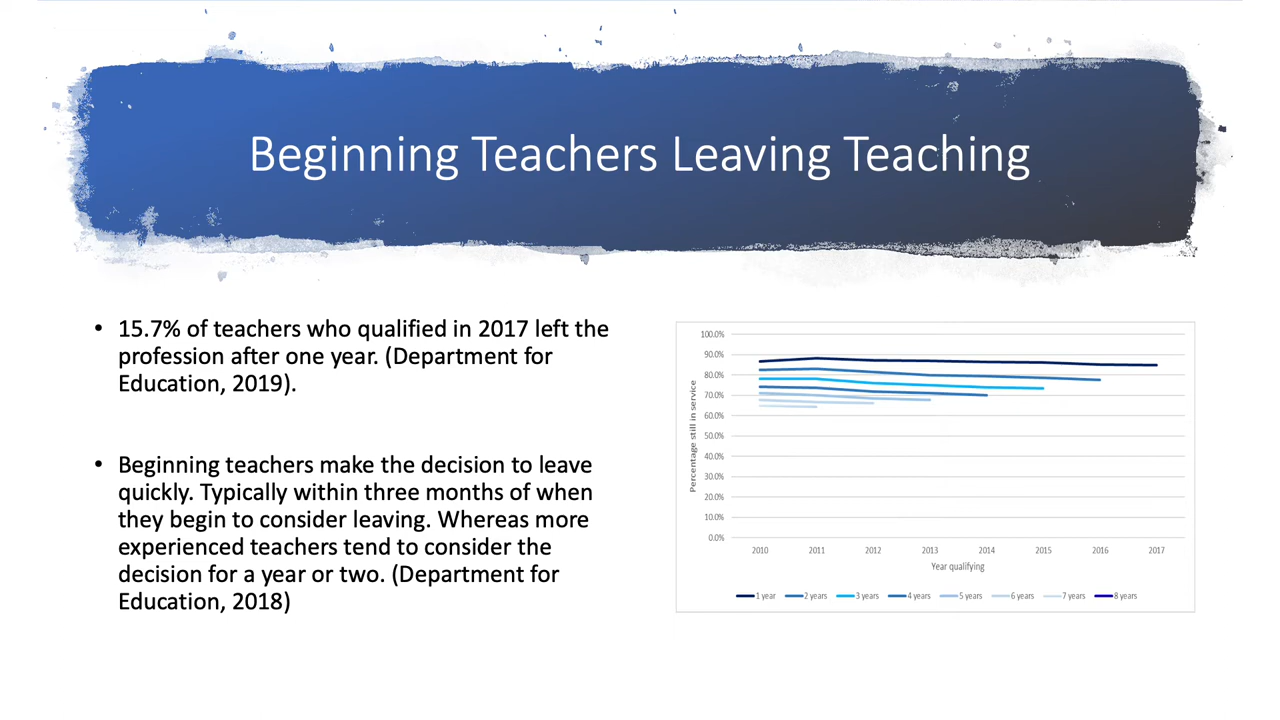 Beginning Teachers Leaving Teaching
• 15.7% of teachers who qualified in 2017 left the
profession after one year. (Department for
Education, 2019).
• Beginning teachers make the decision to leave
quickly. Typically within three months of when
they begin to consider leaving. Whereas more
experienced teachers tend to consider the
decision for a year or two. (Department for
Education, 2018)
Percentage still in service
100.0%
90.0%
80.0%
70.0%
60.0%
50.0%
40.0%
30.0%
20.0%
10.0%
0.0%
2010 2011 2012 2013 2014 2015 2016 2017
Year qualifying
1 year 2 years 3 years 4 years 5 years 6 years 7 years 8 years